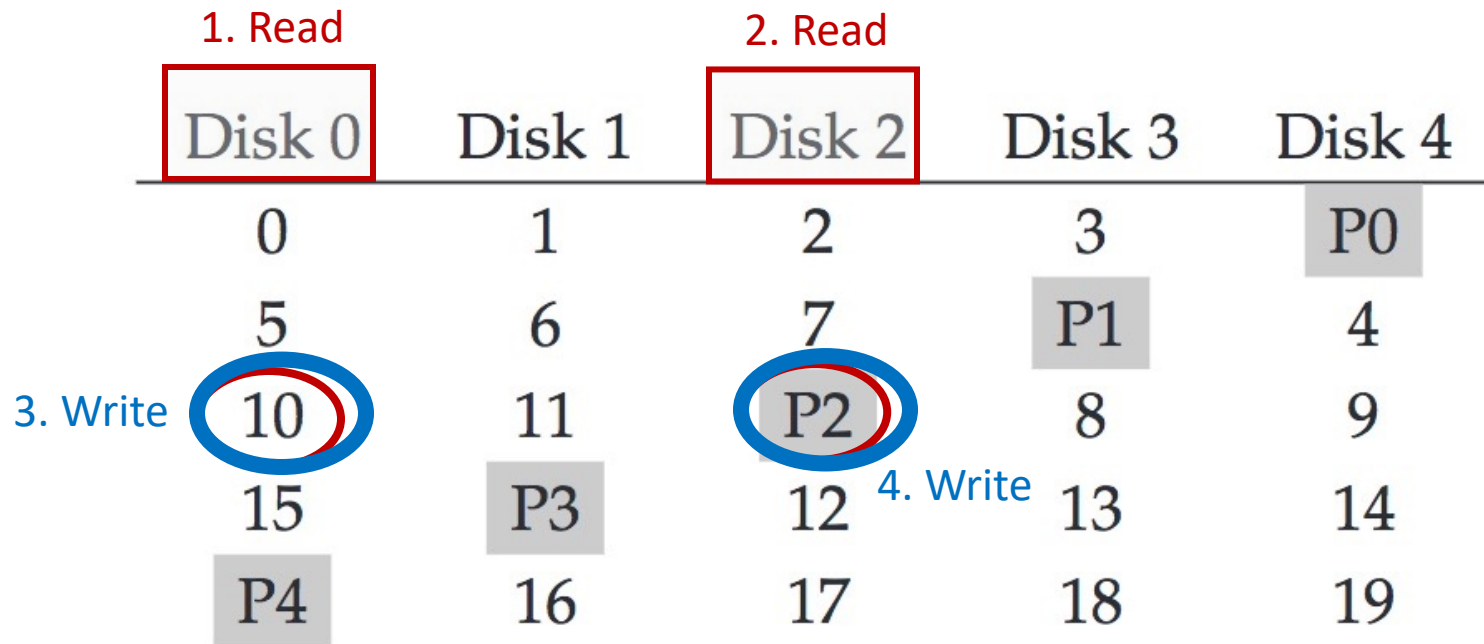 1. Read 2. Read
Disk 0 Disk 1 Disk 2 Disk 3 Disk 4
0 1 2 3 P0
5 6 7 P1 4
3. Write 10 11 P2 8 9
4. Write
15 P3 12 13 14
P4 16 17 18 19